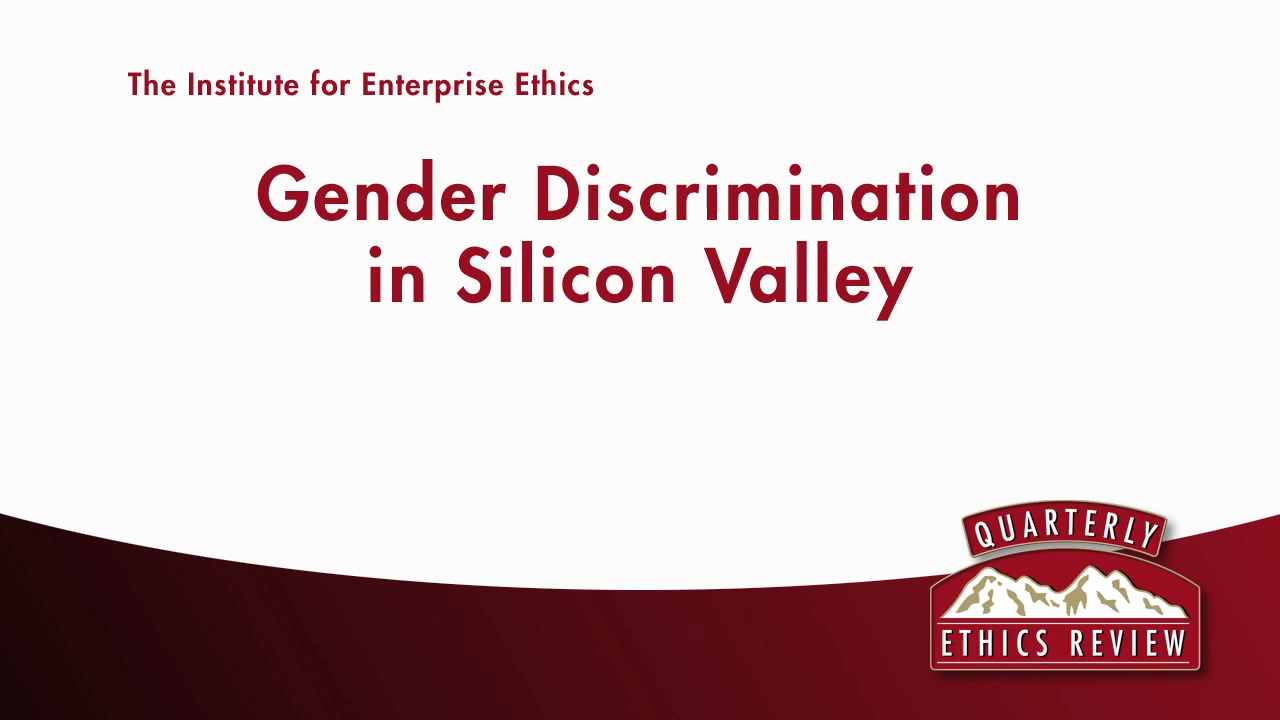 The Institute for Enterprise Ethics
Gender Discrimination
in Silicon Valley
QUARTERLY
ETHICS REVIEW